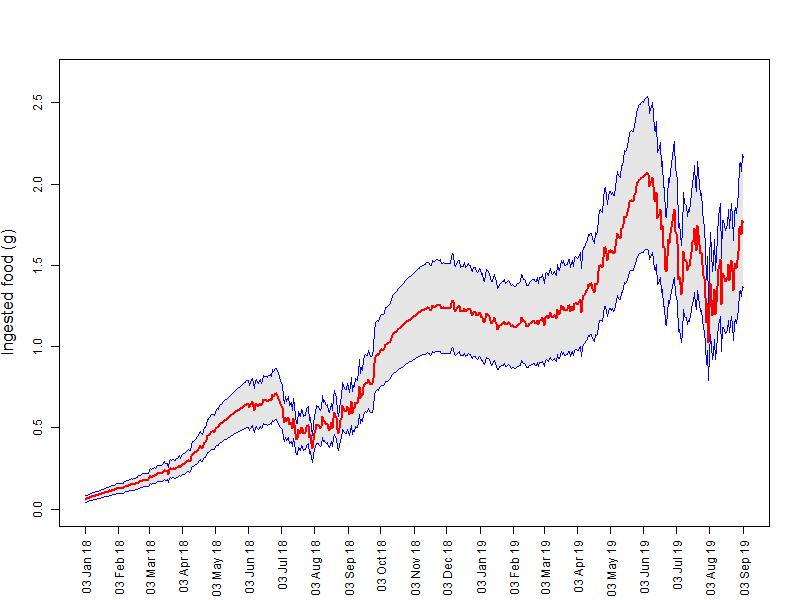 Ingested food (g)
2.5
2.0
1.5
1.0
0.5
0.0
03 Jan 18
03 Feb 18
03 Mar 18
03 Apr 18
03 May 18
03 Jun 18
03 Jul 18
03 Aug 18
03 Sep 18
03 Oct 18
03 Nov 18
03 Dec 18
03 Jan 19
03 Feb 19
03 Mar 19
03 Apr 19
03 May 19
03 Jun 19
03 Jul 19
03 Aug 19
03 Sep 19